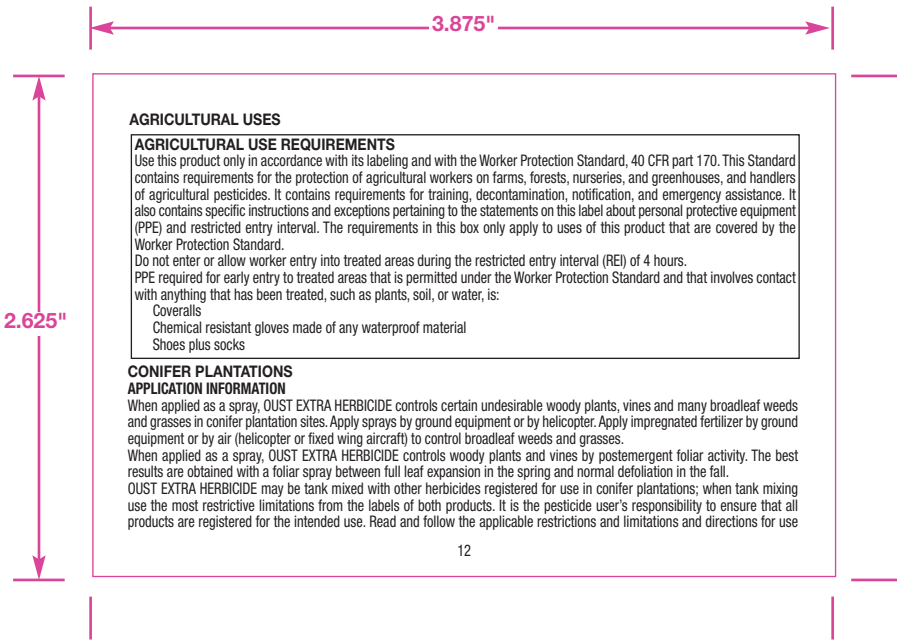 3.875"
2.625"
AGRICULTURAL USES
AGRICULTURAL USE REQUIREMENTS
Use this product only in accordance with its labeling and with the Worker Protection Standard, 40 CFR part 170. This Standard
contains requirements for the protection of agricultural workers on farms, forests, nurseries, and greenhouses, and handlers
of agricultural pesticides. It contains requirements for training, decontamination, notification, and emergency assistance. It
also contains specific instructions and exceptions pertaining to the statements on this label about personal protective equipment
(PPE) and restricted entry interval. The requirements in this box only apply to uses of this product that are covered by the
Worker Protection Standard.
Do not enter or allow worker entry into treated areas during the restricted entry interval (REI) of 4 hours.
PPE required for early entry to treated areas that is permitted under the Worker Protection Standard and that involves contact
with anything that has been treated, such as plants, soil, or water, is:
Coveralls
Chemical resistant gloves made of any waterproof material
Shoes plus socks
CONIFER PLANTATIONS
APPLICATION INFORMATION
When applied as a spray, OUST EXTRA HERBICIDE controls certain undesirable woody plants, vines and many broadleaf weeds
and grasses in conifer plantation sites. Apply sprays by ground equipment or by helicopter. Apply impregnated fertilizer by ground
equipment or by air (helicopter or fixed wing aircraft) to control broadleaf weeds and grasses.
When applied as a spray, OUST EXTRA HERBICIDE controls woody plants and vines by postemergent foliar activity. The best
results are obtained with a foliar spray between full leaf expansion in the spring and normal defoliation in the fall.
OUST EXTRA HERBICIDE may be tank mixed with other herbicides registered for use in conifer plantations; when tank mixing
use the most restrictive limitations from the labels of both products. It is the pesticide user's responsibility to ensure that all
products are registered for the intended use. Read and follow the applicable restrictions and limitations and directions for use
12